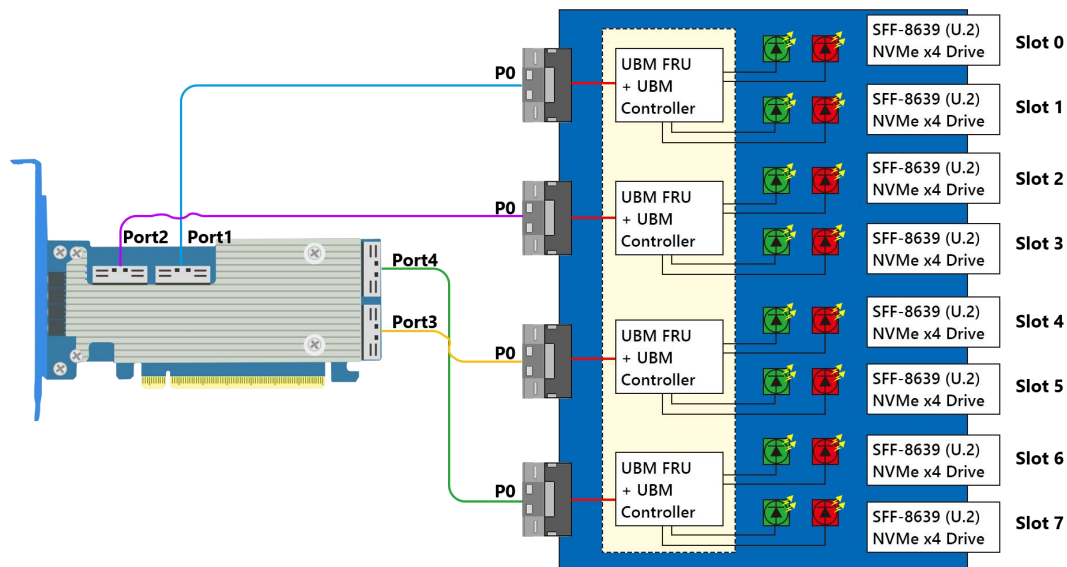 P0
UBM FRU
+ UBM
Controller
SFF-8639 (U.2)
NVMe x4 Drive
Slot 0
SFF-8639 (U.2)
NVMe x4 Drive
Slot 1
Port2
Port1
P0
UBM FRU
+ UBM
Controller
SFF-8639 (U.2)
NVMe x4 Drive
Slot 2
SFF-8639 (U.2)
NVMe x4 Drive
Slot 3
Port4
Port3
P0
UBM FRU
+ UBM
Controller
SFF-8639 (U.2)
NVMe x4 Drive
Slot 4
SFF-8639 (U.2)
NVMe x4 Drive
Slot 5
P0
UBM FRU
+ UBM
Controller
SFF-8639 (U.2)
NVMe x4 Drive
Slot 6
SFF-8639 (U.2)
NVMe x4 Drive
Slot 7